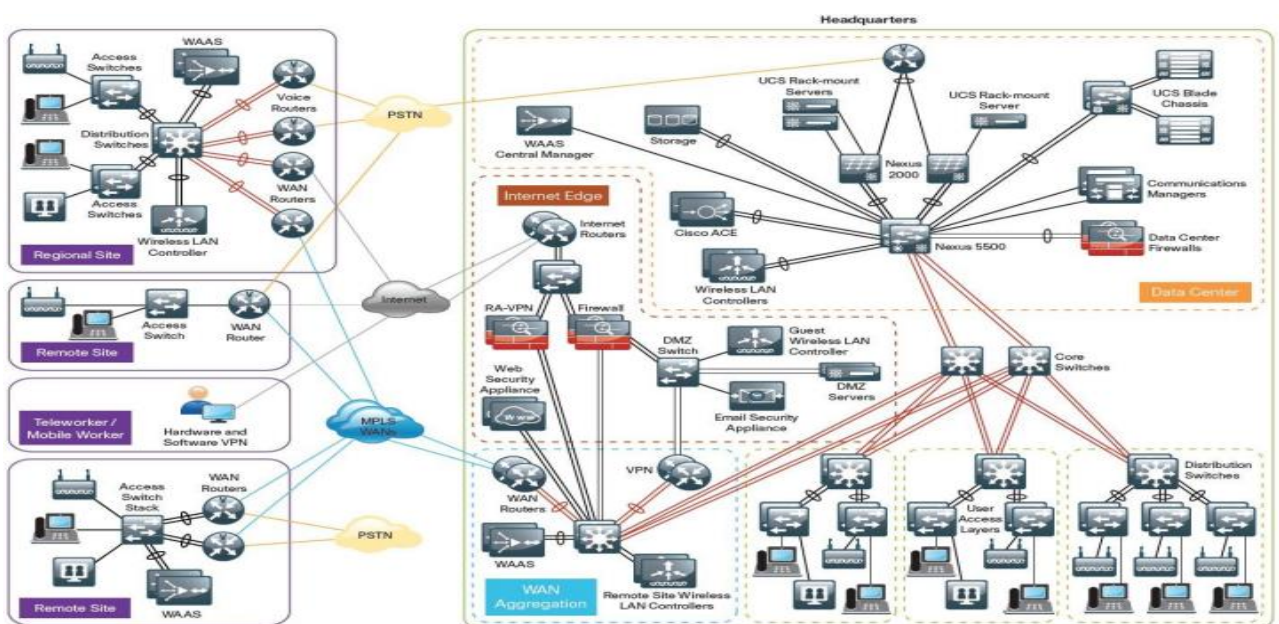 Headquarters
WAAS
Access
Switches
Voice
Routers
Distribution
Switches
WAN
Routers
Access
Switches
Wireless LAN
Controller
Regional Site
PSTN
Access
Switch
WAN
Router
Remote Site
Internet
Teleworker /
Mobile Worker
Hardware and
Software VPN
MPLS
WANs
Access
Switch
Stack
WAN
Routers
WAAS
Remote Site
PSTN
UCS Rack-mount
Servers
UCS Rack-mount
Server
UCS Blade
Chassis
WAAS
Central Manager
Storage
Nexus
2000
Communications
Managers
Cisco ACE
Nexus 5500
Data Center
Firewalls
Wireless LAN
Controllers
Data Center
Internet Edge
Internet
Routers
RA-VPN
Firewall
DMZ
Switch
Guest
Wireless LAN
Controller
DMZ
Servers
Web
Security
Appliance
www
Email Security
Appliance
Core
Switches
WAN
Routers
VPN
WAAS
WAN
Aggregation
Remote Site Wireless
LAN Controllers
User
Access
Layers
Distribution
Switches